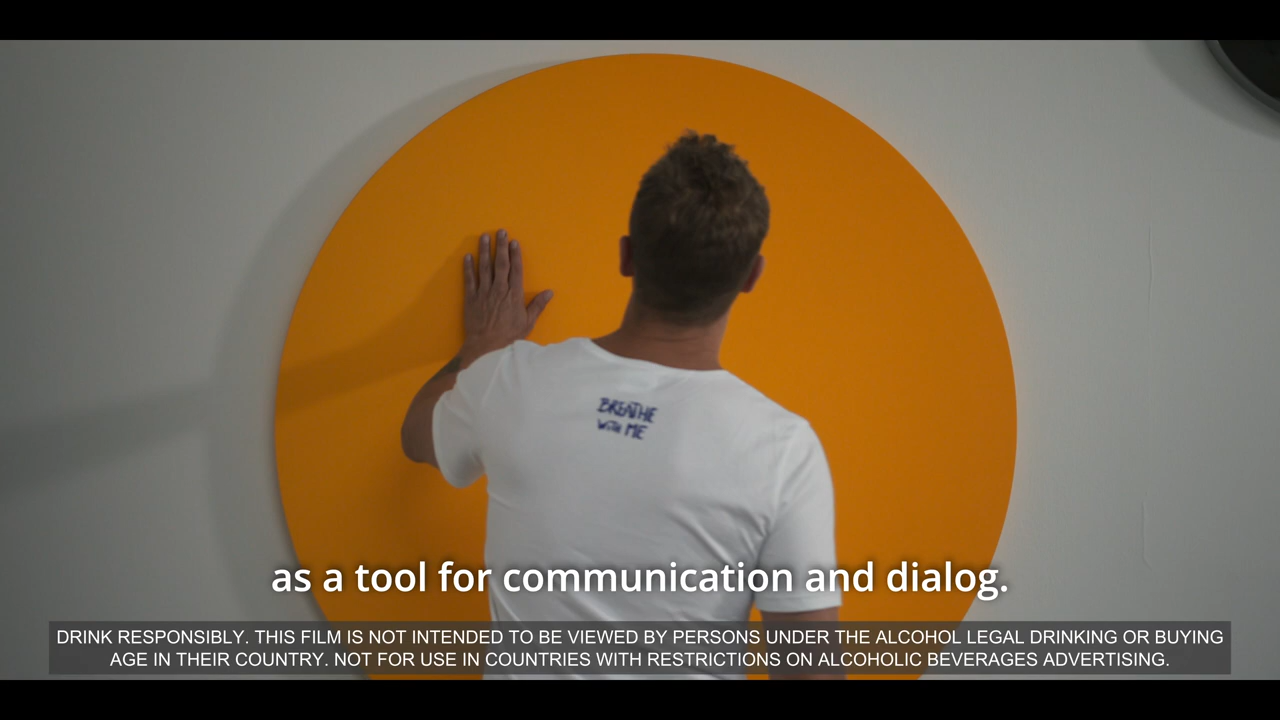 BREATHE
WITH ME
as a tool for communication and dialog.
DRINK RESPONSIBLY. THIS FILM IS NOT INTENDED TO BE VIEWED BY PERSONS UNDER THE ALCOHOL LEGAL DRINKING OR BUYING
AGE IN THEIR COUNTRY. NOT FOR USE IN COUNTRIES WITH RESTRICTIONS ON ALCOHOLIC BEVERAGES ADVERTISING.